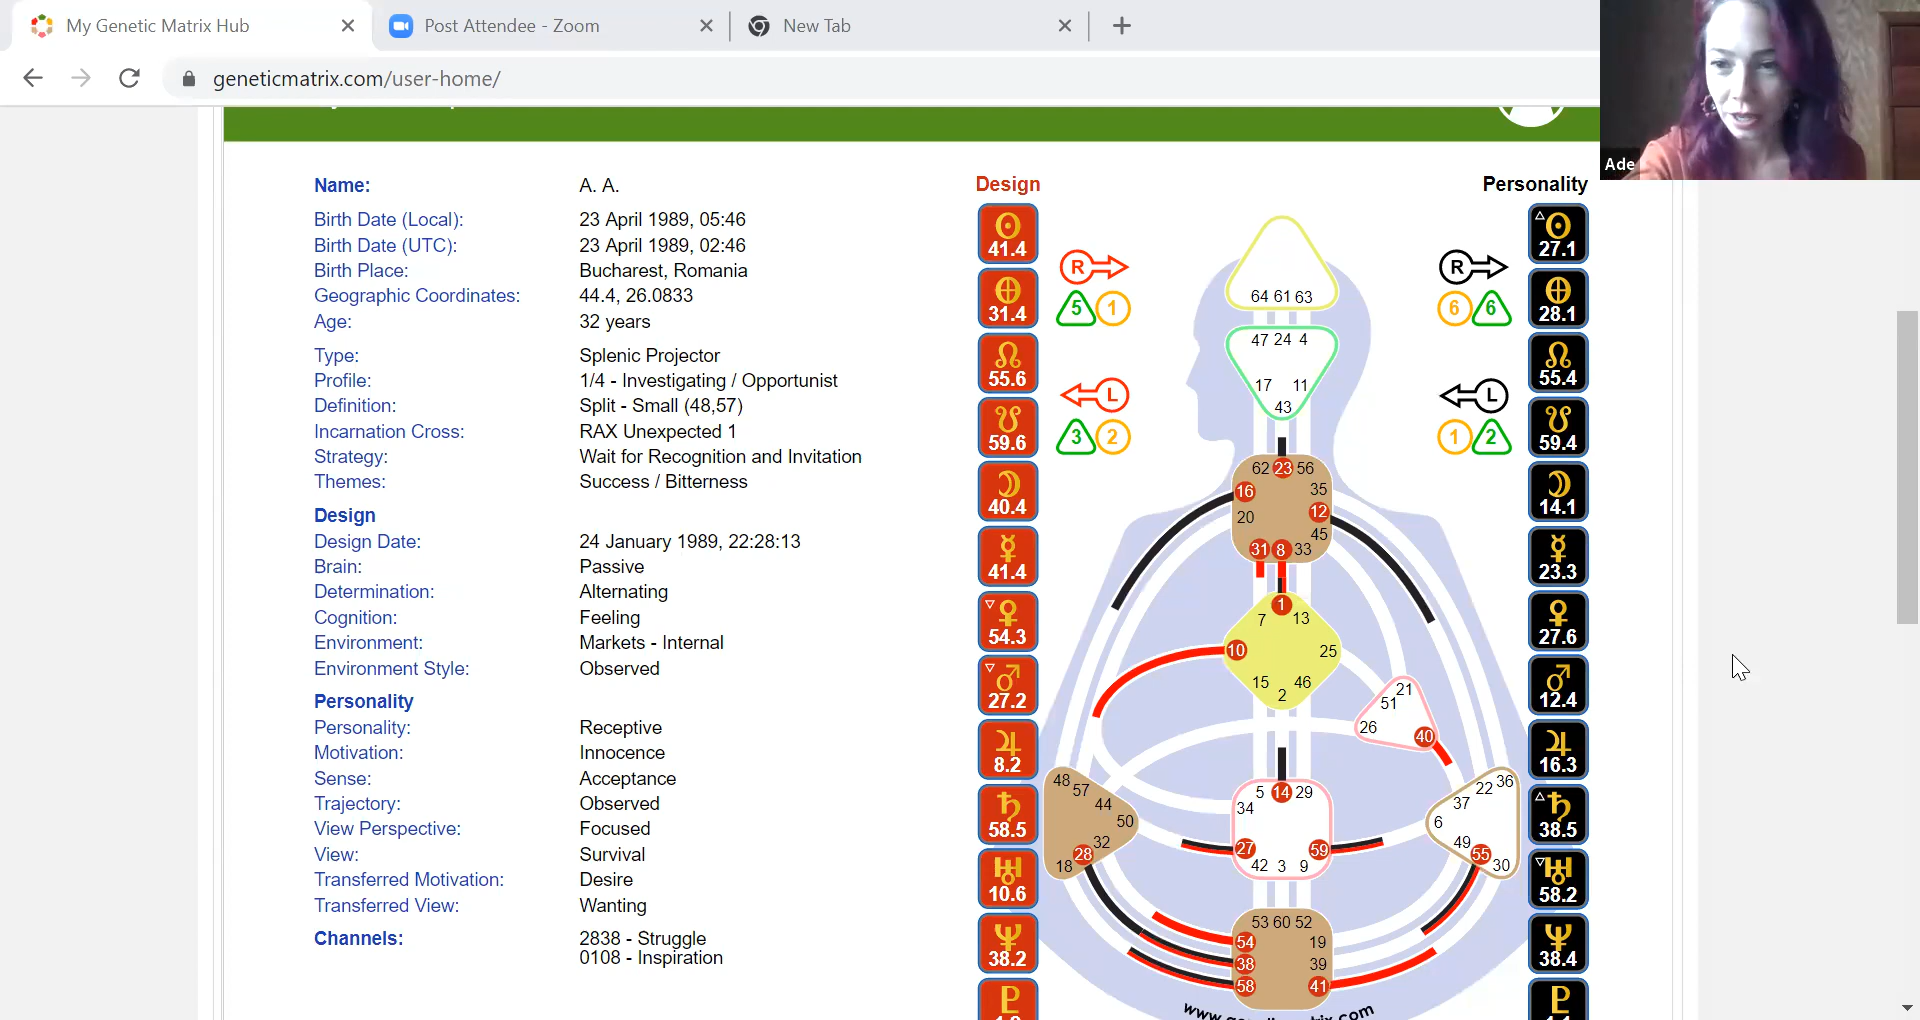 My Genetic Matrix Hub
Post Attendee - Zoom
New Tab
geneticmatrix.com/user-home/
Ade
Name: A. A.
Birth Date (Local): 23 April 1989, 05:46
Birth Date (UTC): 23 April 1989, 02:46
Birth Place: Bucharest, Romania
Geographic Coordinates: 44.4, 26.0833
Age: 32 years
Type: Splenic Projector
Profile: 1/4 - Investigating / Opportunist
Definition: Split - Small (48,57)
Incarnation Cross: RAX Unexpected 1
Strategy: Wait for Recognition and Invitation
Themes: Success / Bitterness
Design
Design Date: 24 January 1989, 22:28:13
Brain: Passive
Determination: Alternating
Cognition: Feeling
Environment: Markets - Internal
Environment Style: Observed
Personality
Personality: Receptive
Motivation: Innocence
Sense: Acceptance
Trajectory: Observed
View Perspective: Focused
View: Survival
Transferred Motivation: Desire
Transferred View: Wanting
Channels: 2838 - Struggle
0108 - Inspiration
Design
41.4
31.4
55.6
59.6
40.4
41.4
54.3
27.2
8.2
58.5
10.6
38.2
R
5 1
L
3 2
64 61 63
47 24 4
17 11
43
62 23 56
16 35
20 12
45
31 8 33
1
7 13
10 25
15 46
2
21
51
26 40
48
57
44
50
32
28
18
5 14 29
34
27 59
42 3 9
36
22
37
6
49
55
30
53 60 52
54 19
38 39
58 41
Personality
R
6 6
L
1 2
27.1
28.1
55.4
59.4
14.1
23.3
27.6
12.4
16.3
38.5
58.2
38.4